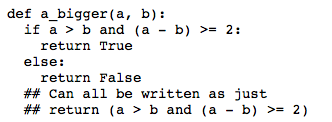 def a_bigger(a, b):
  if a > b and (a - b) >= 2:
    return True
  else:
    return False
  ## Can all be written as just
  ## return (a > b and (a - b) >= 2)